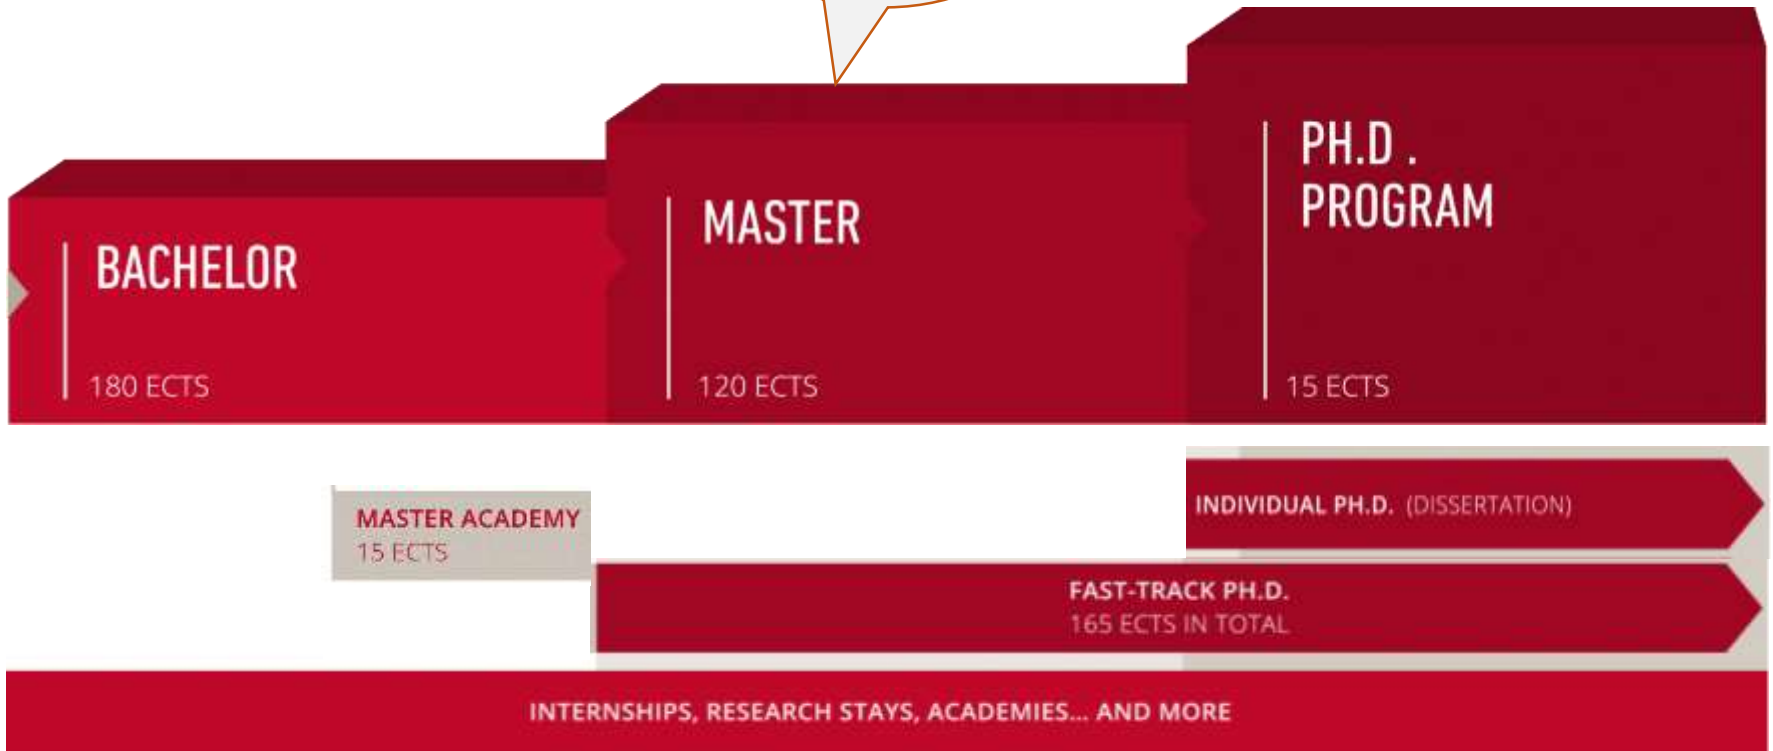 BACHELOR
180 ECTS
MASTER
120 ECTS
PH.D .
PROGRAM
15 ECTS
MASTER ACADEMY
15 ECTS
INDIVIDUAL PH.D. (DISSERTATION)
FAST-TRACK PH.D.
165 ECTS IN TOTAL
INTERNSHIPS, RESEARCH STAYS, ACADEMIES... AND MORE